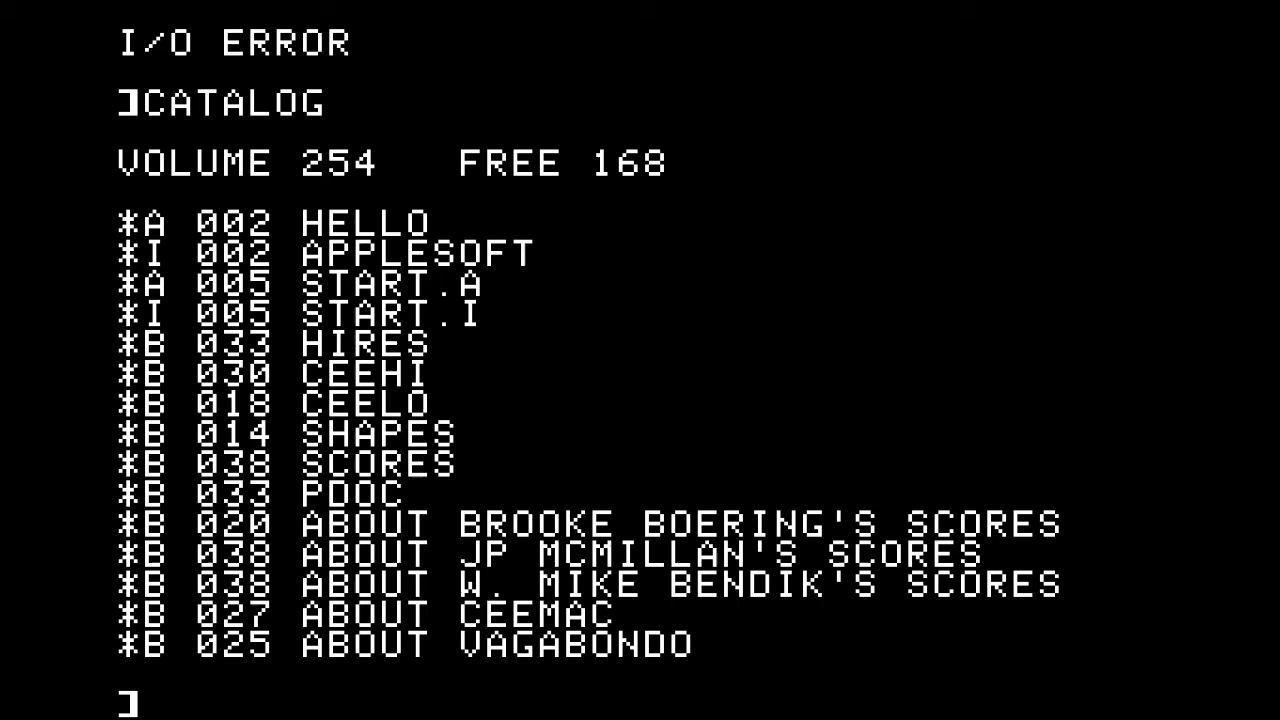 I/O ERROR
]CATALOG
VOLUME 254   FREE 168
*A 002 HELLO
*I 002 APPLESOFT
*A 005 START.A
*I 005 START.I
*B 033 HIRES
*B 030 CEEHI
*B 018 CEELO
*B 014 SHAPES
*B 038 SCORES
*B 033 PDOC
*B 020 ABOUT BROOKE BOERING'S SCORES
*B 038 ABOUT JP MCMILLAN'S SCORES
*B 038 ABOUT W. MIKE BENDIK'S SCORES
*B 027 ABOUT CEEMAC
*B 025 ABOUT VAGABONDO
]